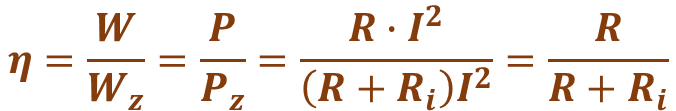 η = W/W_z = P/P_z = R · I²/(R + R_i)I² = R/R + R_i